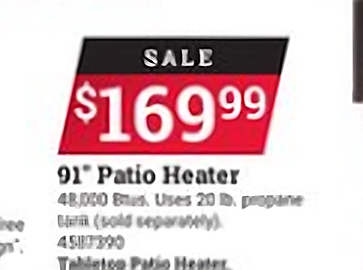 SALE
$169.99
91" Patio Heater
48,000 Btus. Uses 20 lb. propane
tank (sold separately).
4587390
Tabletop Patio Heater.